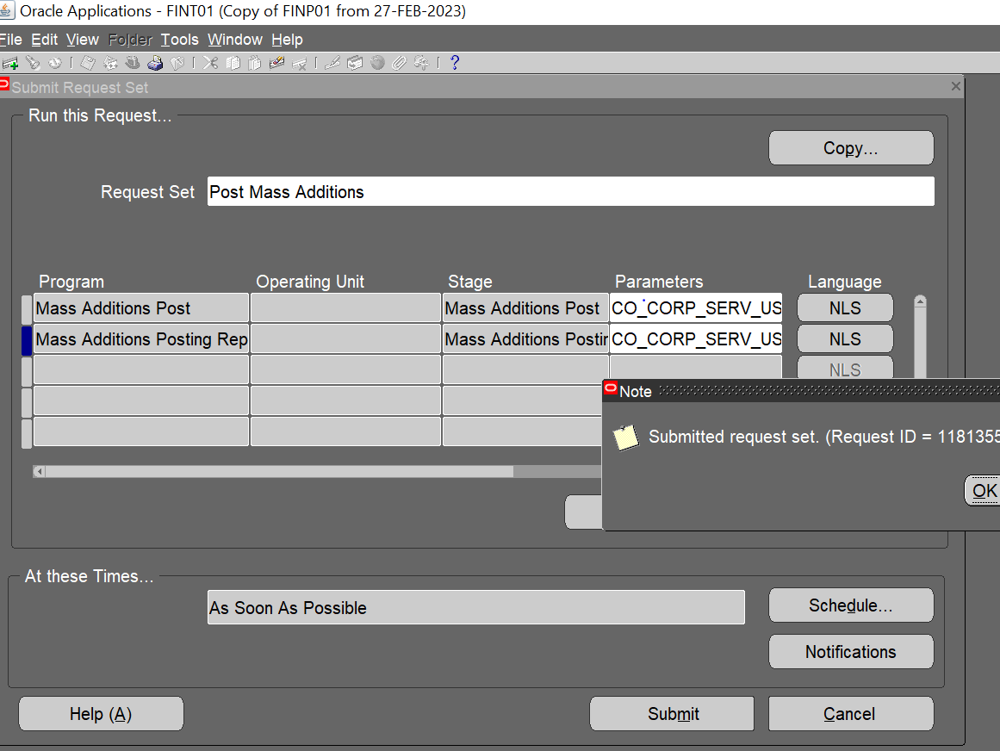 Oracle Applications - FINT01 (Copy of FINP01 from 27-FEB-2023)
File Edit View Folder Tools Window Help
Submit Request Set
Run this Request...
Copy...
Request Set Post Mass Additions
Program Operating Unit Stage Parameters Language
Mass Additions Post Mass Additions Post CO_CORP_SERV_US NLS
Mass Additions Posting Rep Mass Additions Postin CO_CORP_SERV_US NLS
NLS
Note
Submitted request set. (Request ID = 1181355
OK
At these Times...
As Soon As Possible
Schedule...
Notifications
Help (A) Submit Cancel